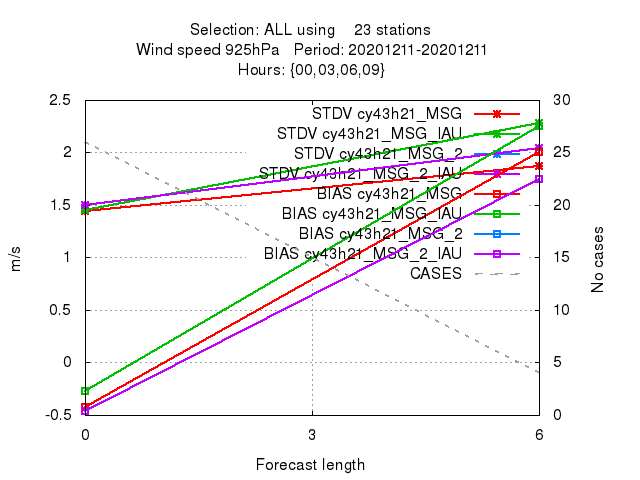 Selection: ALL using 23 stations
Wind speed 925hPa Period: 20201211-20201211
Hours: {00,03,06,09}
2.5
2
1.5
1
0.5
0
-0.5
m/s
30
25
20
15
10
5
0
No cases
STDV cy43h21_MSG
STDV cy43h21_MSG_IAU
STDV cy43h21_MSG_2
STDV cy43h21_MSG_2_IAU
BIAS cy43h21_MSG
BIAS cy43h21_MSG_IAU
BIAS cy43h21_MSG_2
BIAS cy43h21_MSG_2_IAU
CASES
0 3 6
Forecast length